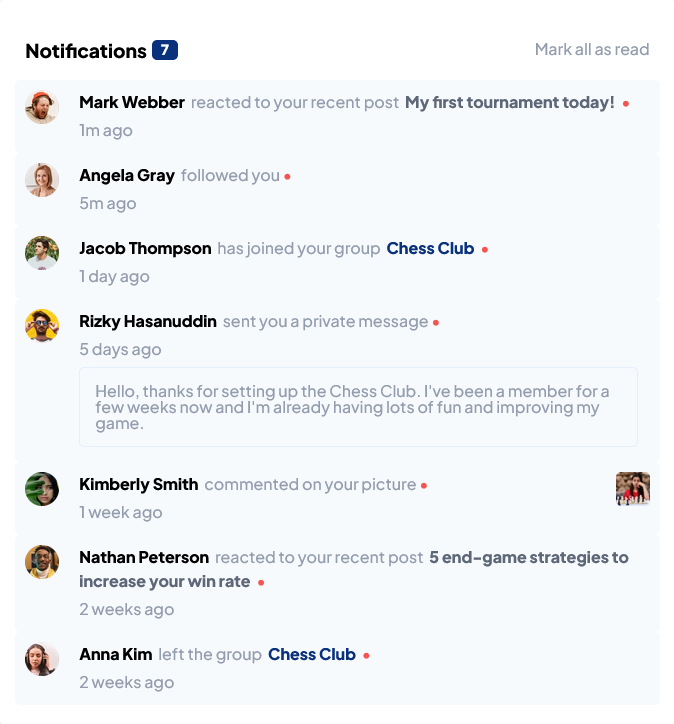 Notifications 7
Mark all as read
Mark Webber reacted to your recent post My first tournament today!
1m ago
Angela Gray followed you
5m ago
Jacob Thompson has joined your group Chess Club
1 day ago
Rizky Hasanuddin sent you a private message
5 days ago
Hello, thanks for setting up the Chess Club. I've been a member for a
few weeks now and I'm already having lots of fun and improving my
game.
Kimberly Smith commented on your picture
1 week ago
Nathan Peterson reacted to your recent post 5 end-game strategies to
increase your win rate
2 weeks ago
Anna Kim left the group Chess Club
2 weeks ago